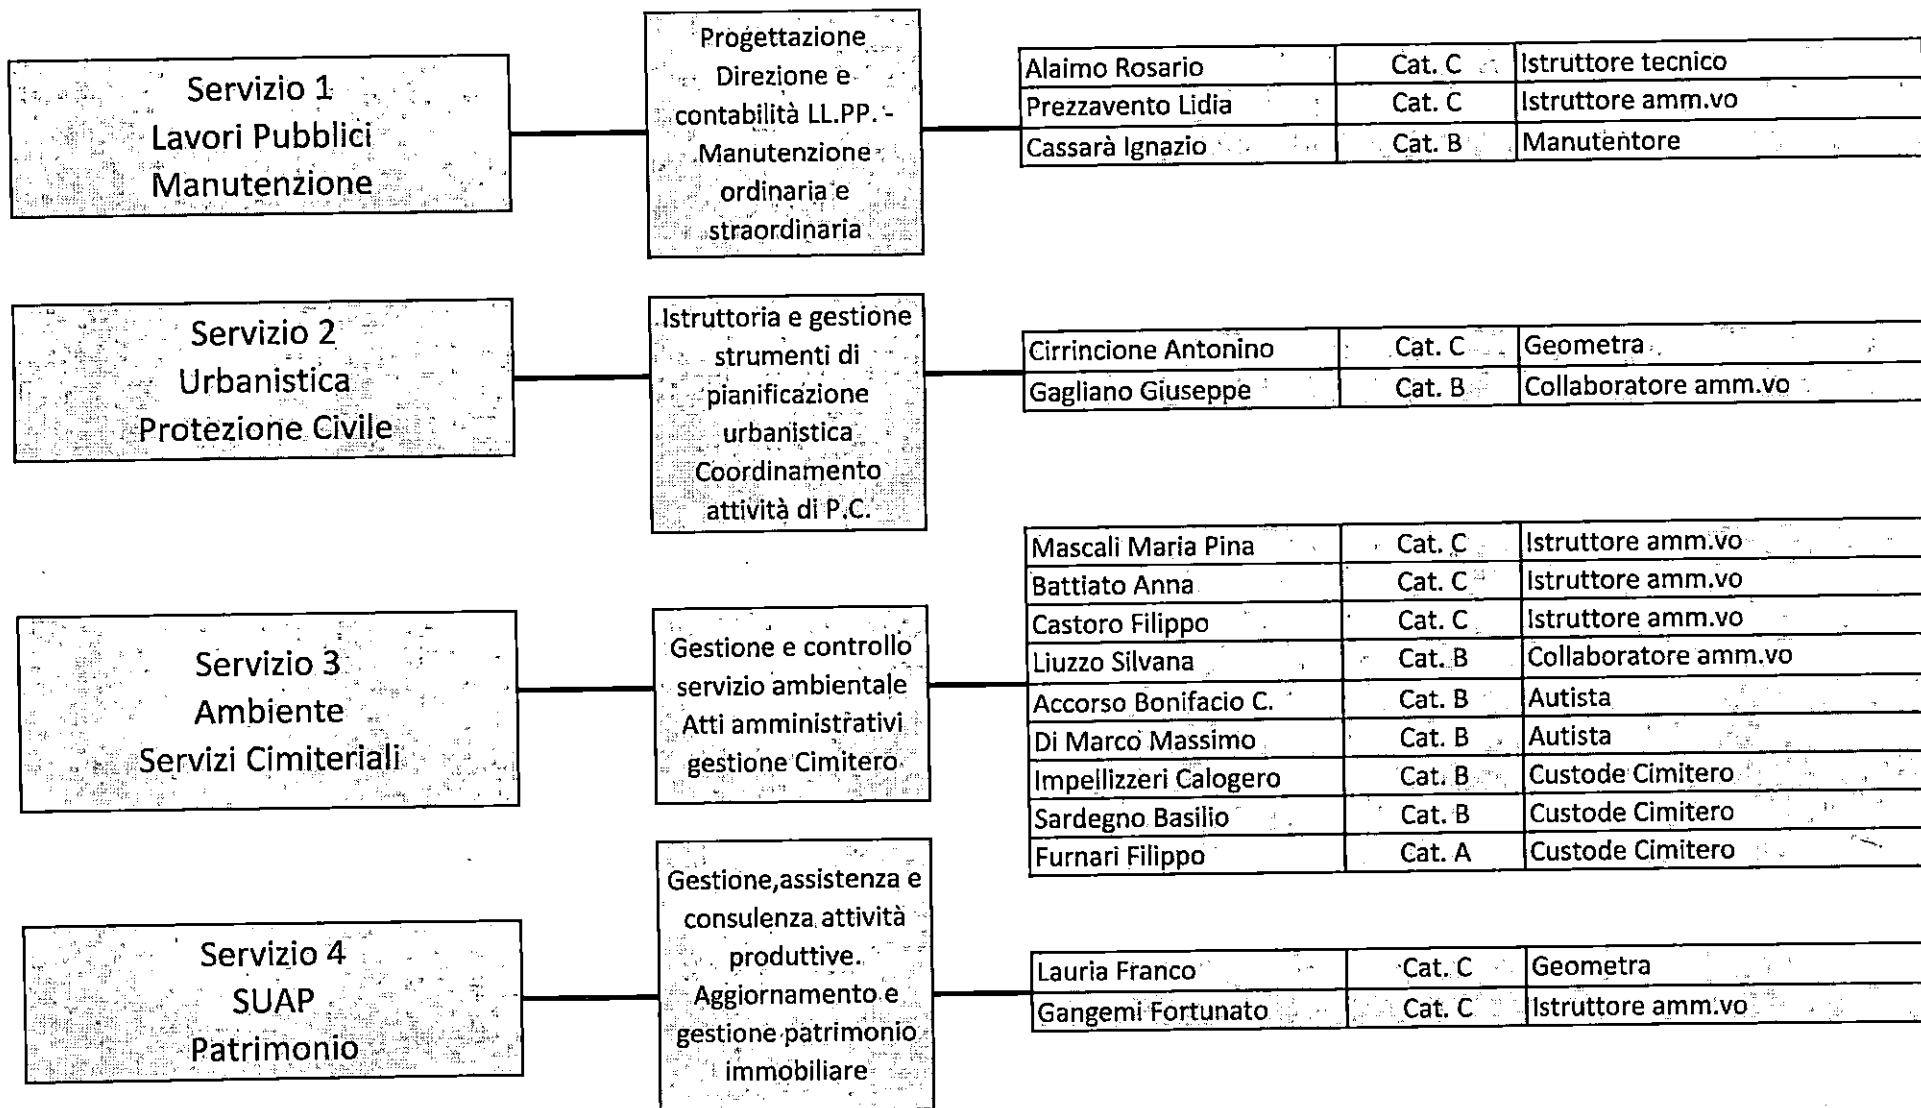 Servizio 1
Lavori Pubblici
Manutenzione
Progettazione
Direzione e
contabilità LL.PP. -
Manutenzione
ordinaria e
straordinaria
Alaimo Rosario Cat. C Istruttore tecnico
Prezzavento Lidia Cat. C Istruttore amm.vo
Cassarà Ignazio Cat. B Manutentore
Servizio 2
Urbanistica
Protezione Civile
Istruttoria e gestione
strumenti di
pianificazione
urbanistica
Coordinamento
attività di P.C.
Cirrincione Antonino Cat. C Geometra
Gagliano Giuseppe Cat. B Collaboratore amm.vo
Servizio 3
Ambiente
Servizi Cimiteriali
Gestione e controllo
servizio ambientale
Atti amministrativi
gestione Cimitero
Mascali Maria Pina Cat. C Istruttore amm.vo
Battiato Anna Cat. C Istruttore amm.vo
Castoro Filippo Cat. C Istruttore amm.vo
Liuzzo Silvana Cat. B Collaboratore amm.vo
Accorso Bonifacio C. Cat. B Autista
Di Marco Massimo Cat. B Autista
Impellizzeri Calogero Cat. B Custode Cimitero
Sardegno Basilio Cat. B Custode Cimitero
Furnari Filippo Cat. A Custode Cimitero
Servizio 4
SUAP
Patrimonio
Gestione,assistenza e
consulenza attività
produttive.
Aggiornamento e
gestione patrimonio
immobiliare
Lauria Franco Cat. C Geometra
Gangemi Fortunato Cat. C Istruttore amm.vo